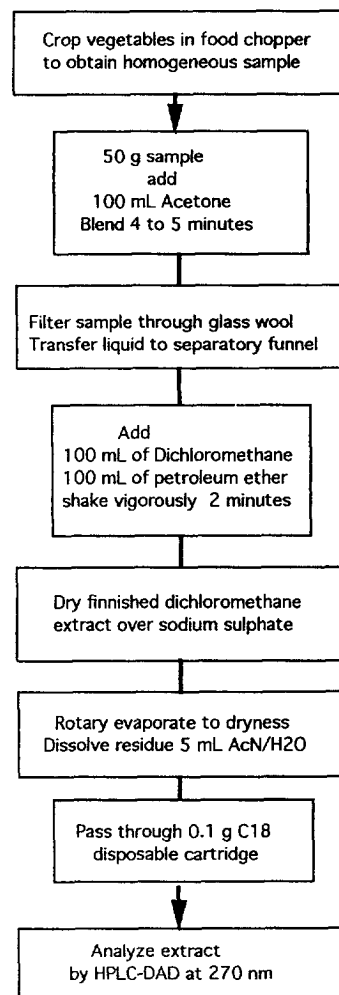 Crop vegetables in food chopper
to obtain homogeneous sample
50 g sample
add
100 mL Acetone
Blend 4 to 5 minutes
Filter sample through glass wool
Transfer liquid to separatory funnel
Add
100 mL of Dichloromethane
100 mL of petroleum ether
shake vigorously 2 minutes
Dry finnished dichloromethane
extract over sodium sulphate
Rotary evaporate to dryness
Dissolve residue 5 mL AcN/H2O
Pass through 0.1 g C18
disposable cartridge
Analyze extract
by HPLC-DAD at 270 nm